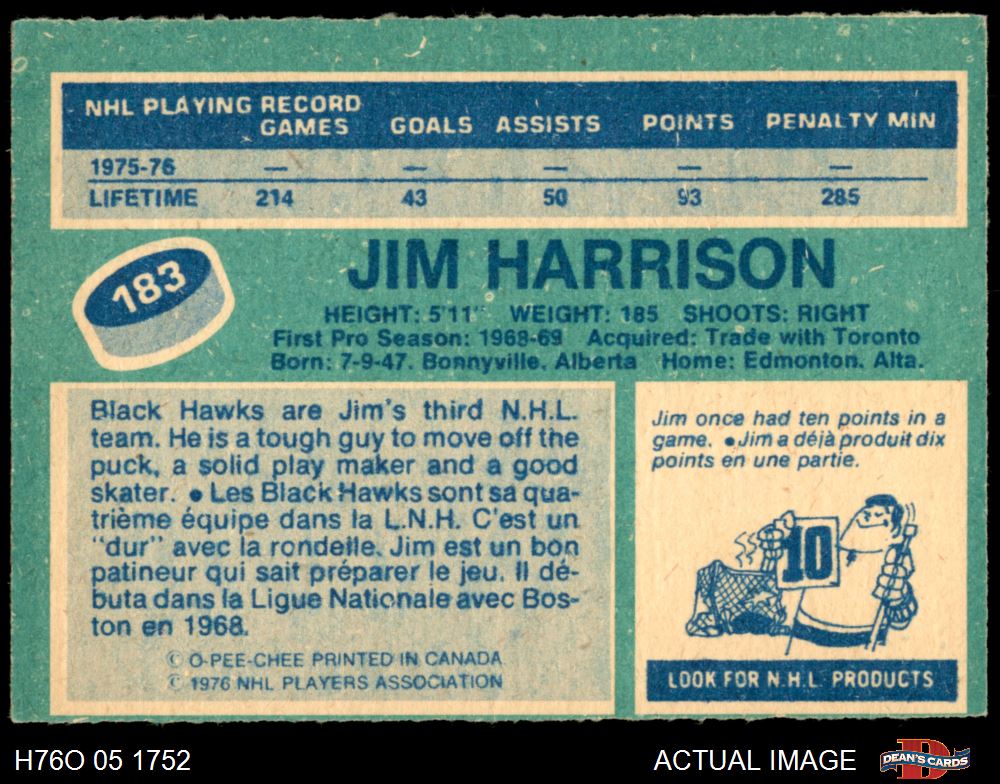 NHL PLAYING RECORD
GAMES GOALS ASSISTS POINTS PENALTY MIN
1975-76 — — — — —
LIFETIME 214 43 50 93 285
183
JIM HARRISON
HEIGHT: 5'11" WEIGHT: 185 SHOOTS: RIGHT
First Pro Season: 1968-69 Acquired: Trade with Toronto
Born: 7-9-47. Bonnyville, Alberta Home: Edmonton, Alta.
Black Hawks are Jim's third N.H.L.
team. He is a tough guy to move off the
puck, a solid play maker and a good
skater. • Les Black Hawks sont sa qua-
trième équipe dans la L.N.H. C'est un
"dur" avec la rondelle. Jim est un bon
patineur qui sait préparer le jeu. Il dé-
buta dans la Ligue Nationale avec Bos-
ton en 1968.
© O-PEE-CHEE PRINTED IN CANADA
© 1976 NHL PLAYERS ASSOCIATION
Jim once had ten points in a
game. • Jim a déjà produit dix
points en une partie.
10
LOOK FOR N.H.L. PRODUCTS
H76O 05 1752
ACTUAL IMAGE
DEAN'S CARDS